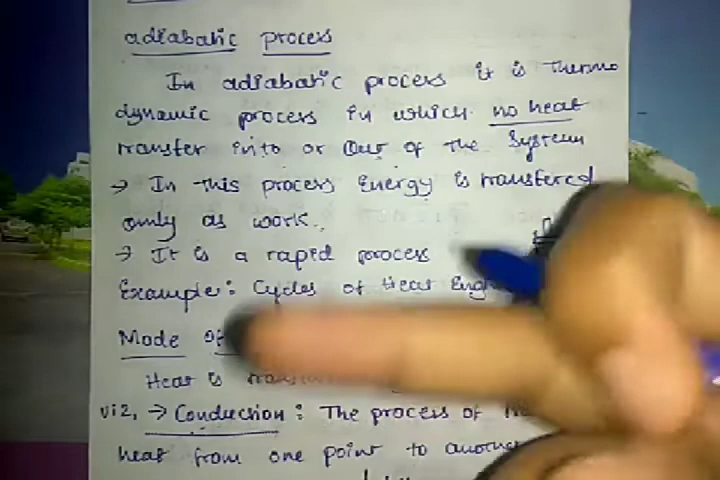 adiabatic process
In adiabatic process it is thermo
dynamic process in which no heat
transfer into or Out of the System
→ In this process Energy is transfered
only as work.
→ It is a rapid process
Example: Cycles of Heat
Mode of
Heat is
viz, → Conduction: The process of
heat from one point to another